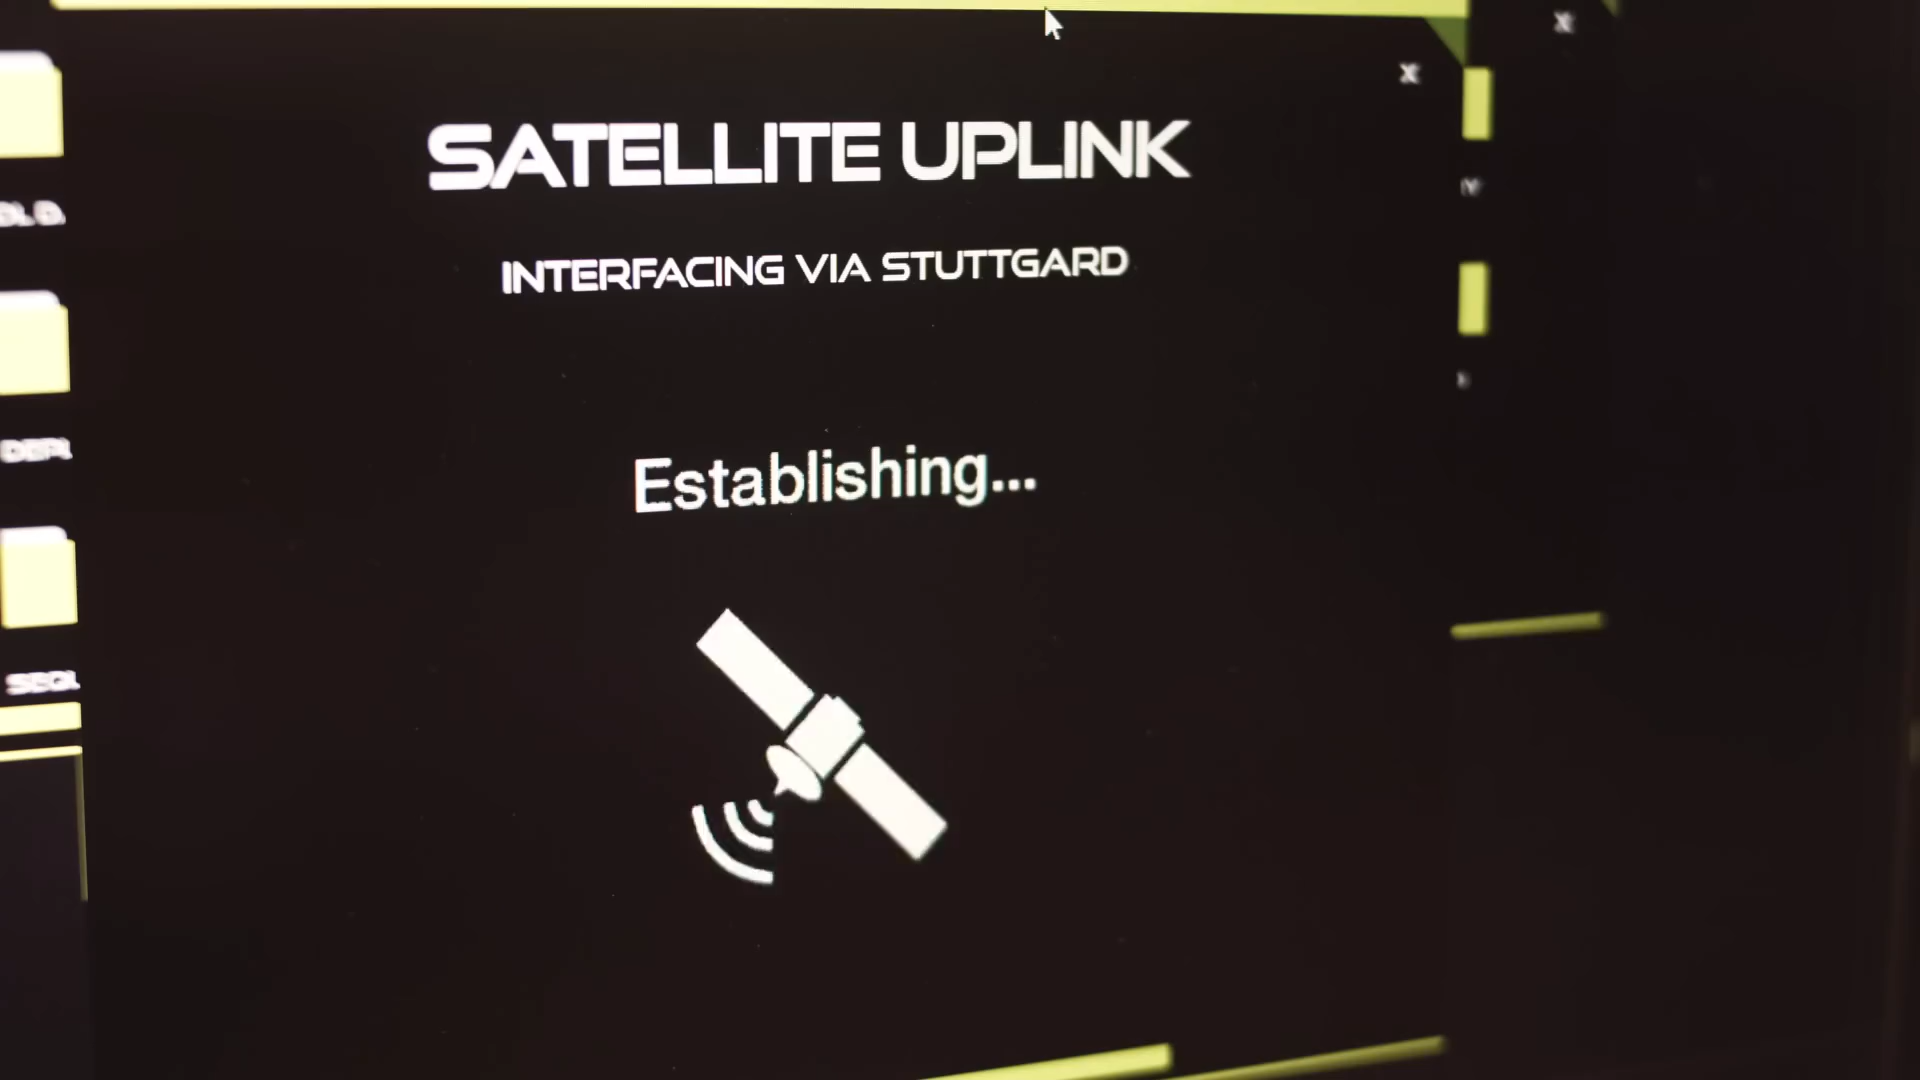 X
X
SATELLITE UPLINK
INTERFACING VIA STUTTGARD
Establishing...